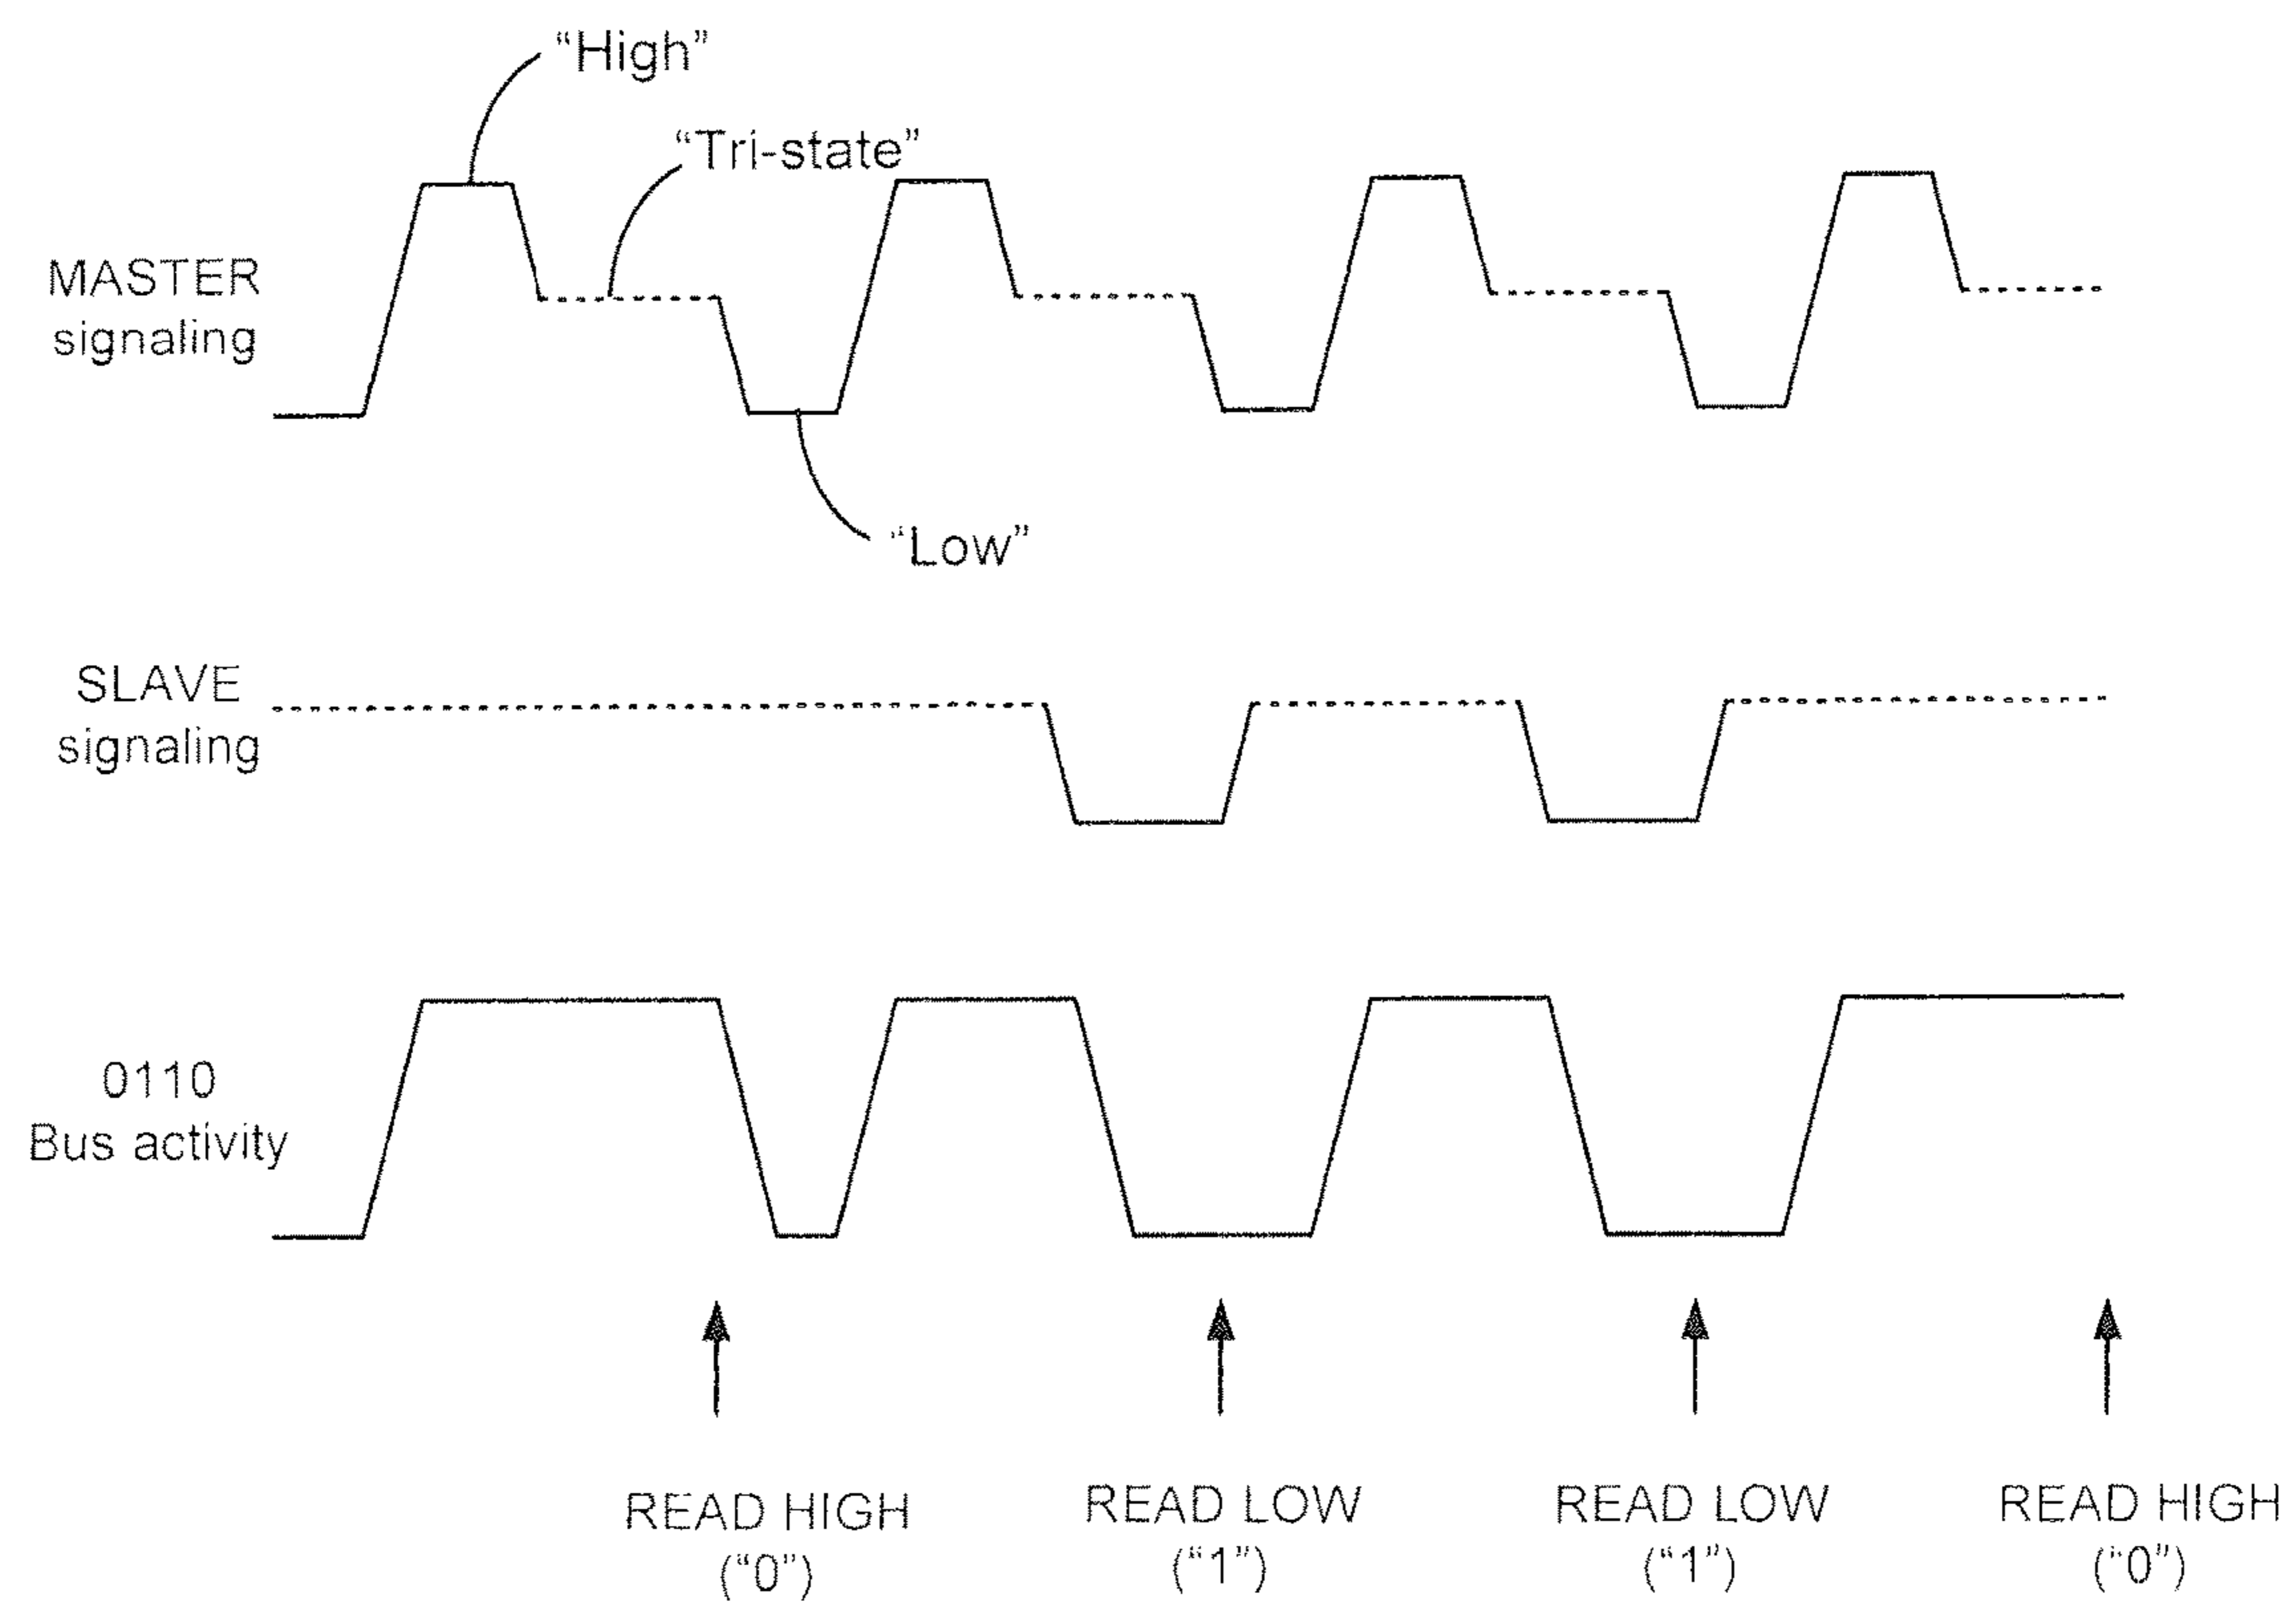 “High”
“Tri-state”
MASTER
signaling
“Low”
SLAVE
signaling
0110
Bus activity
READ HIGH
(“0”)
READ LOW
(“1”)
READ LOW
(“1”)
READ HIGH
(“0”)